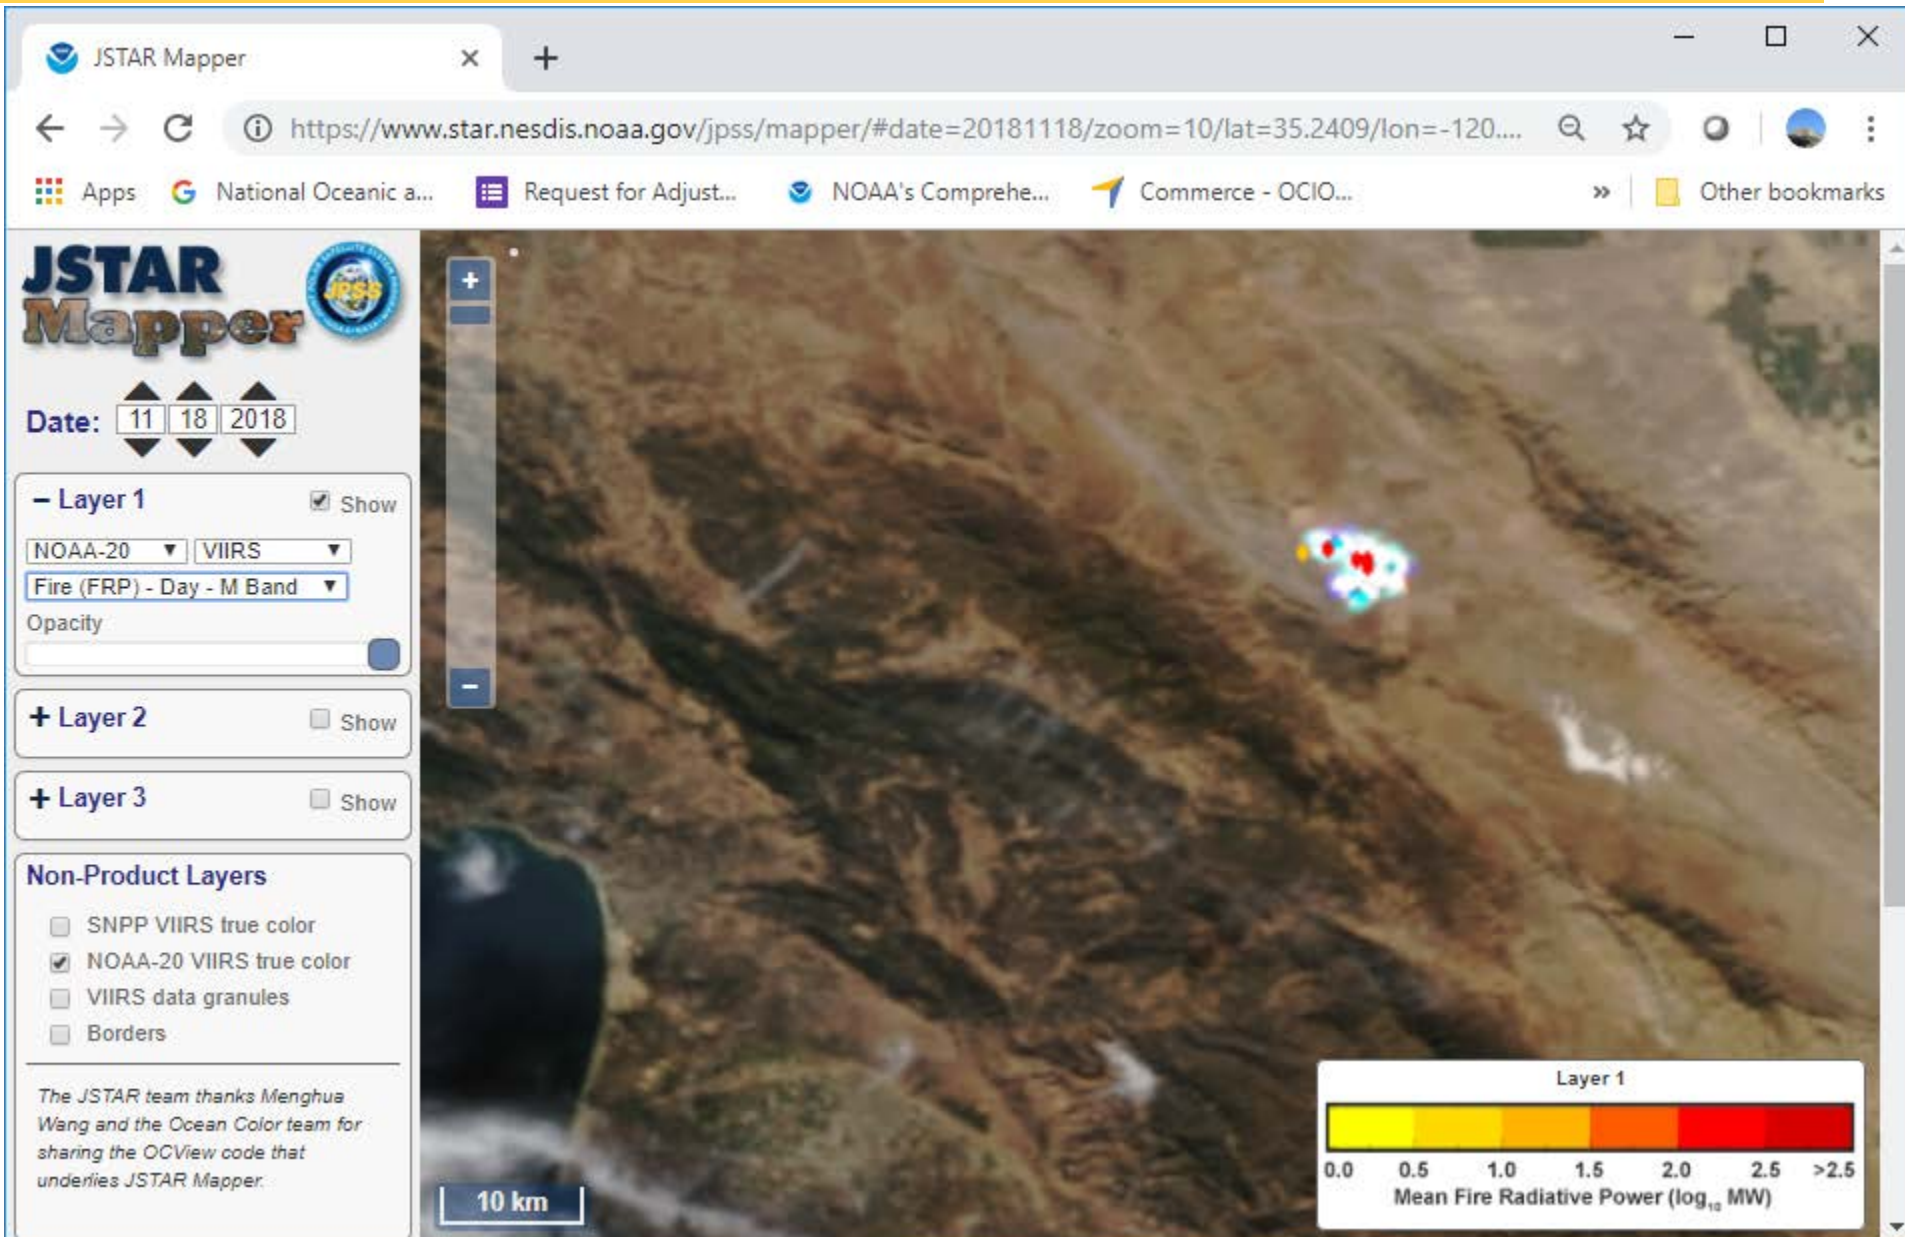 JSTAR Mapper
https://www.star.nesdis.noaa.gov/jpss/mapper/#date=20181118/zoom=10/lat=35.2409/lon=-120....
Apps
National Oceanic a...
Request for Adjust...
NOAA's Comprehe...
Commerce - OCIO...
»
Other bookmarks
JSTAR
Mapper
JPSS
Date: 11 18 2018
− Layer 1 Show
NOAA-20 VIIRS
Fire (FRP) - Day - M Band
Opacity
+ Layer 2 Show
+ Layer 3 Show
Non-Product Layers
SNPP VIIRS true color
NOAA-20 VIIRS true color
VIIRS data granules
Borders
The JSTAR team thanks Menghua
Wang and the Ocean Color team for
sharing the OCView code that
underlies JSTAR Mapper.
+
−
10 km
Layer 1
0.0 0.5 1.0 1.5 2.0 2.5 >2.5
Mean Fire Radiative Power (log₁₀ MW)